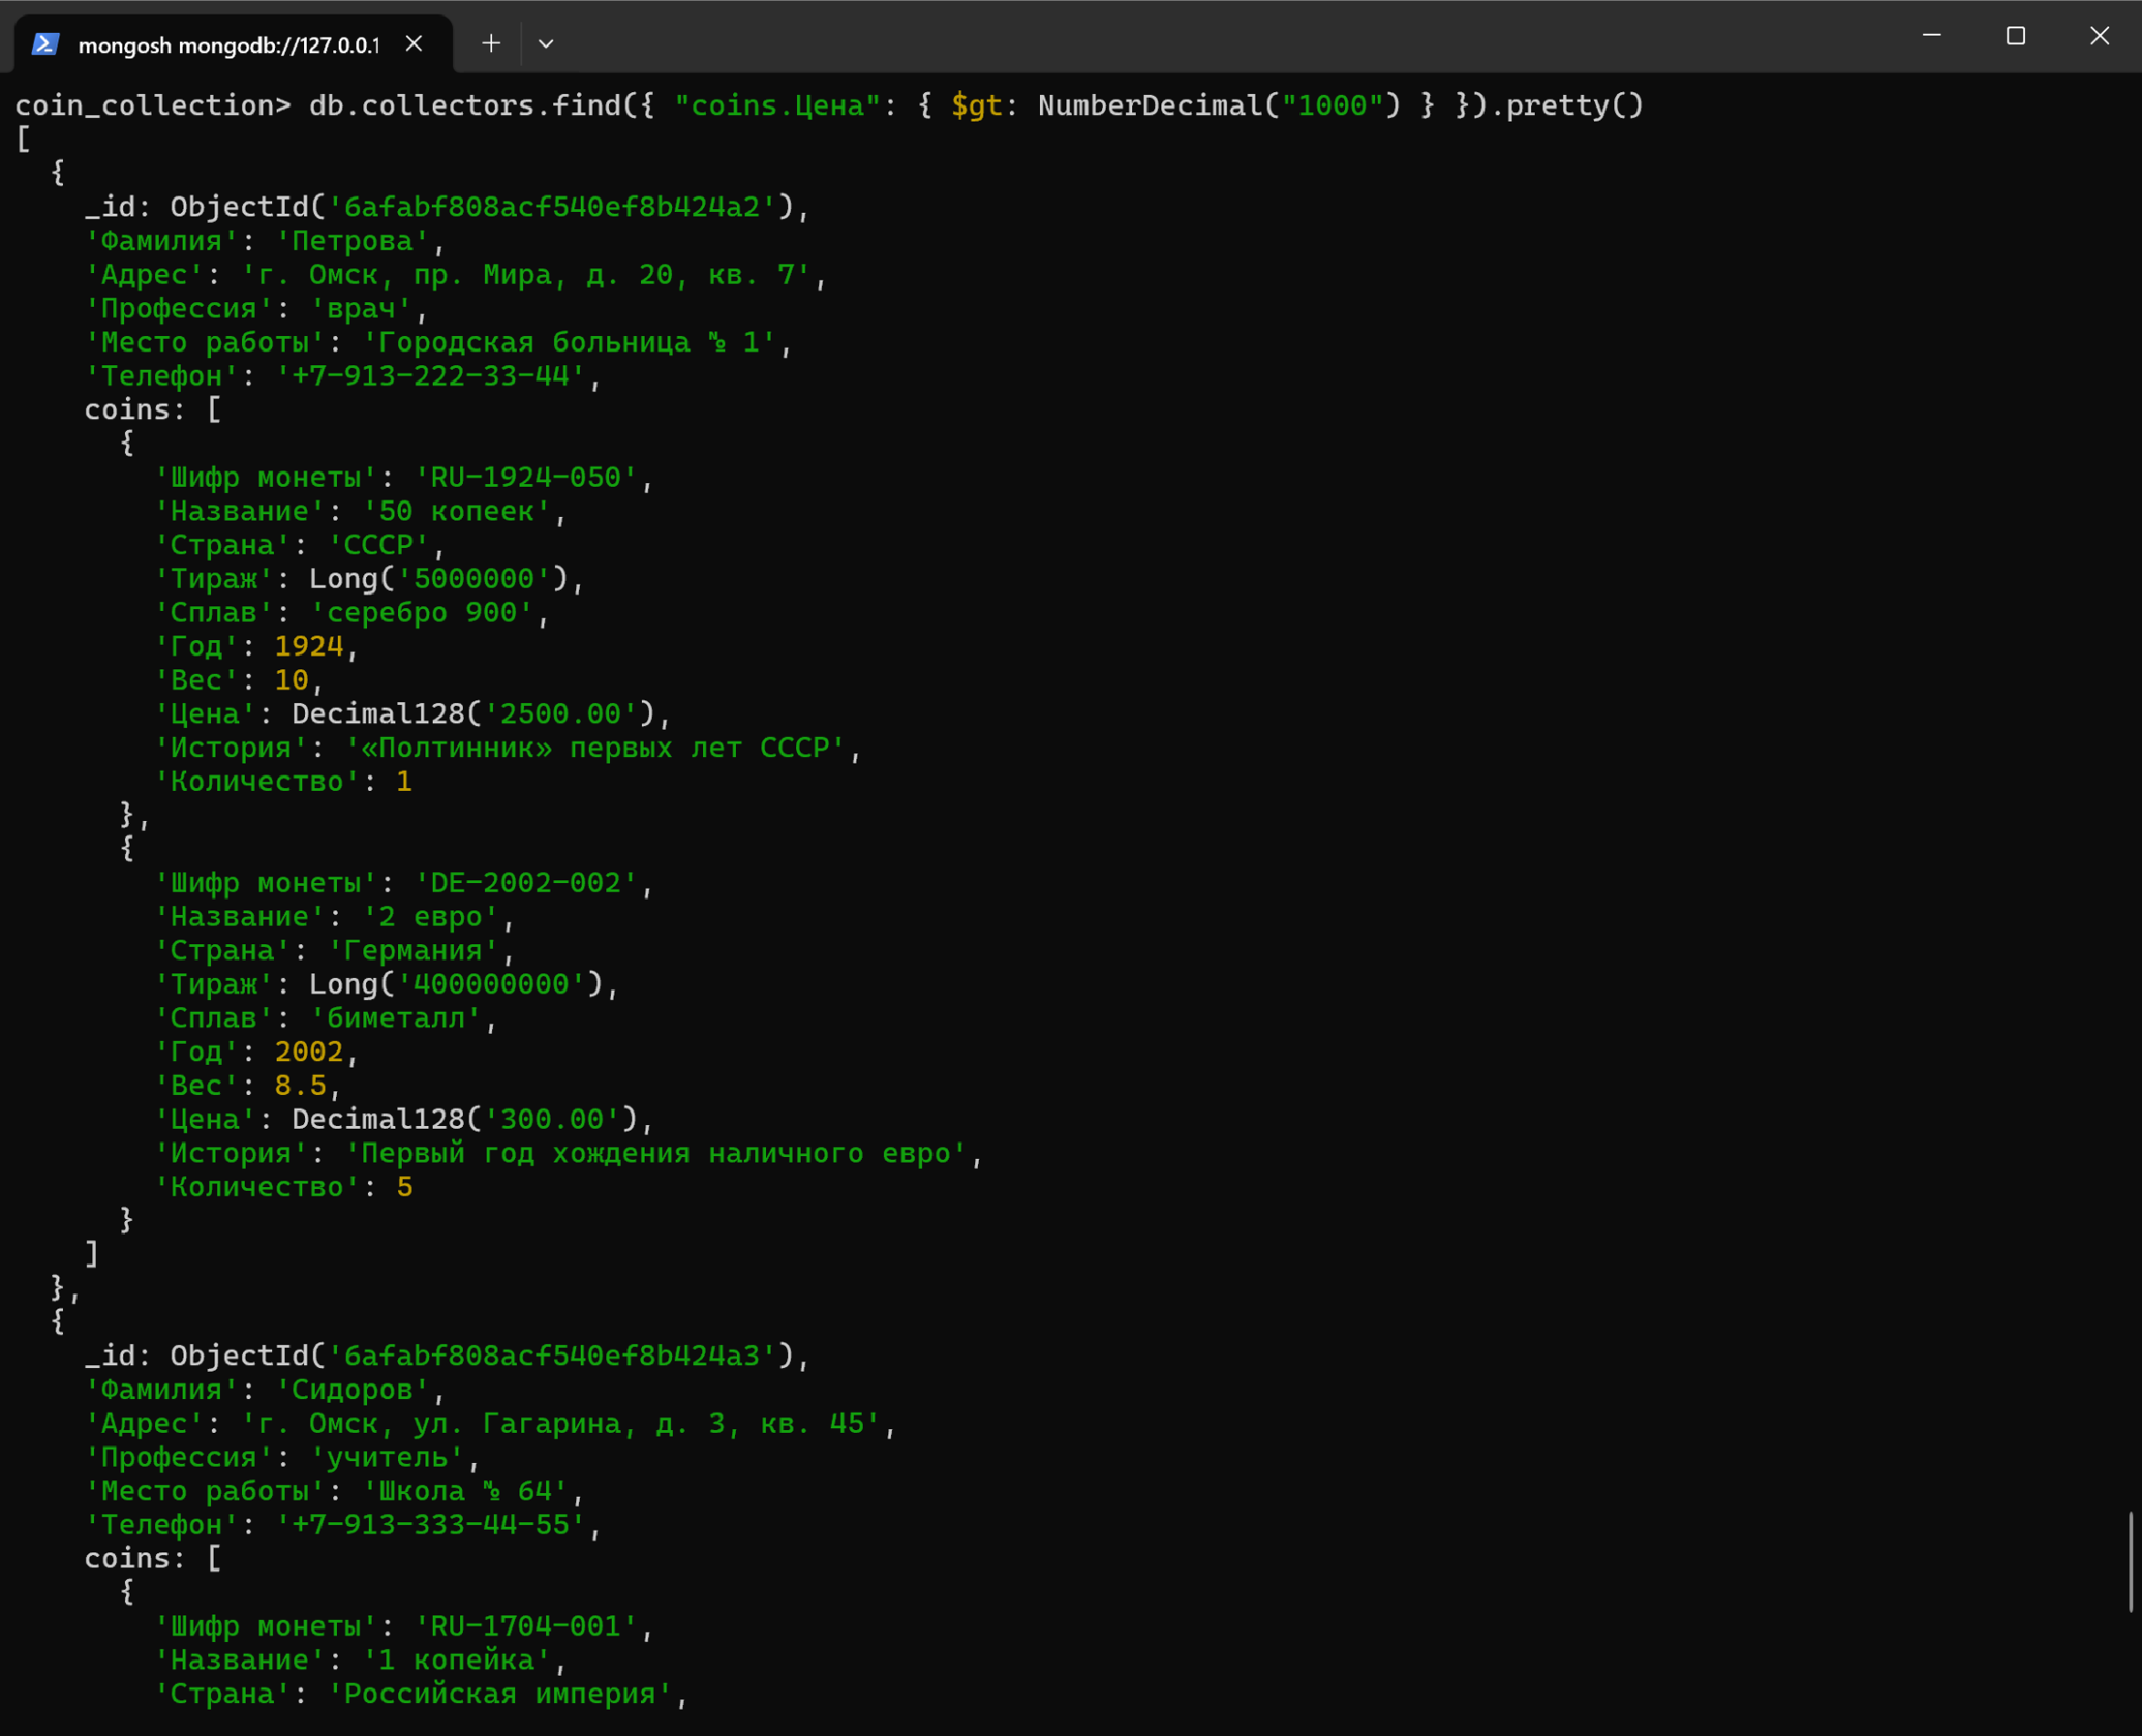 mongosh mongodb://127.0.0.1
coin_collection> db.collectors.find({ "coins.Цена": { $gt: NumberDecimal("1000") } }).pretty()
[
  {
    _id: ObjectId('6afabf808acf540ef8b424a2'),
    'Фамилия': 'Петрова',
    'Адрес': 'г. Омск, пр. Мира, д. 20, кв. 7',
    'Профессия': 'врач',
    'Место работы': 'Городская больница № 1',
    'Телефон': '+7-913-222-33-44',
    coins: [
      {
        'Шифр монеты': 'RU-1924-050',
        'Название': '50 копеек',
        'Страна': 'СССР',
        'Тираж': Long('5000000'),
        'Сплав': 'серебро 900',
        'Год': 1924,
        'Вес': 10,
        'Цена': Decimal128('2500.00'),
        'История': '«Полтинник» первых лет СССР',
        'Количество': 1
      },
      {
        'Шифр монеты': 'DE-2002-002',
        'Название': '2 евро',
        'Страна': 'Германия',
        'Тираж': Long('400000000'),
        'Сплав': 'биметалл',
        'Год': 2002,
        'Вес': 8.5,
        'Цена': Decimal128('300.00'),
        'История': 'Первый год хождения наличного евро',
        'Количество': 5
      }
    ]
  },
  {
    _id: ObjectId('6afabf808acf540ef8b424a3'),
    'Фамилия': 'Сидоров',
    'Адрес': 'г. Омск, ул. Гагарина, д. 3, кв. 45',
    'Профессия': 'учитель',
    'Место работы': 'Школа № 64',
    'Телефон': '+7-913-333-44-55',
    coins: [
      {
        'Шифр монеты': 'RU-1704-001',
        'Название': '1 копейка',
        'Страна': 'Российская империя',